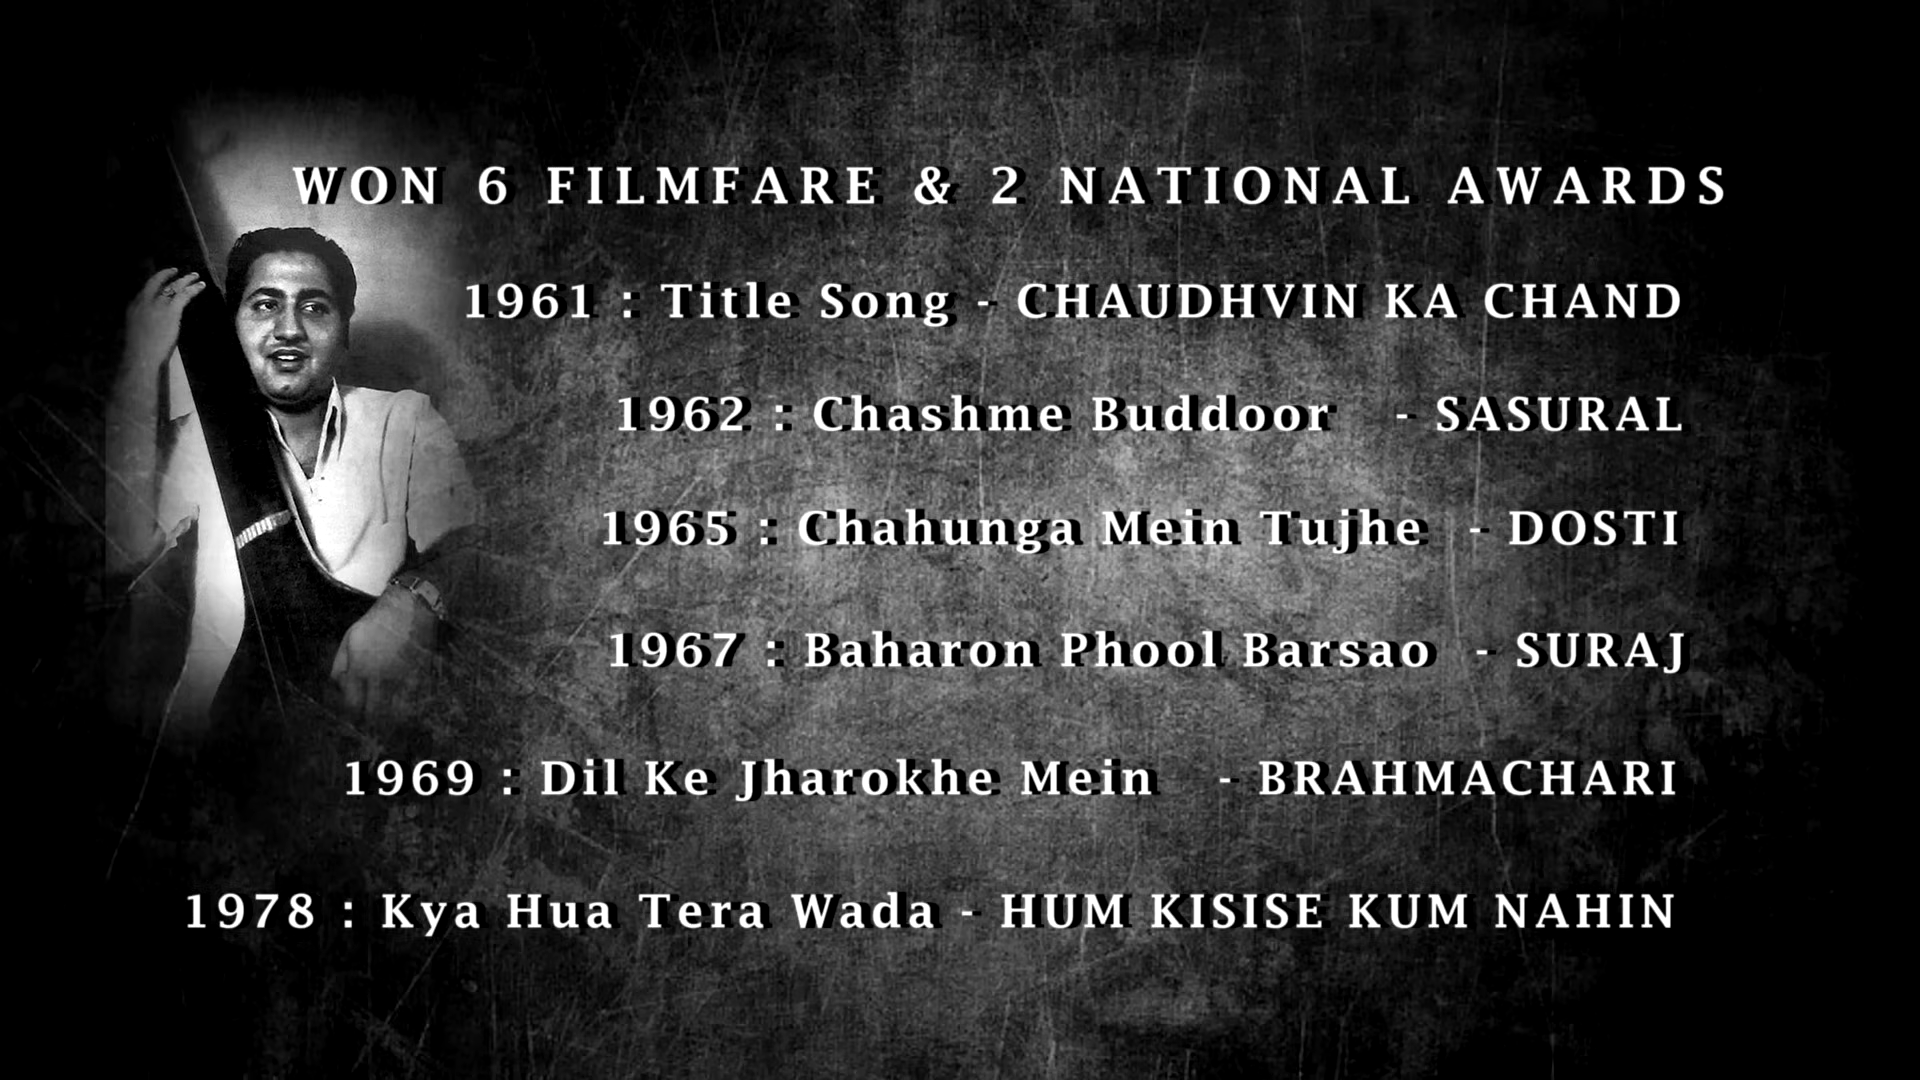 WON 6 FILMFARE & 2 NATIONAL AWARDS
1961 : Title Song - CHAUDHVIN KA CHAND
1962 : Chashme Buddoor - SASURAL
1965 : Chahunga Mein Tujhe - DOSTI
1967 : Baharon Phool Barsao - SURAJ
1969 : Dil Ke Jharokhe Mein - BRAHMACHARI
1978 : Kya Hua Tera Wada - HUM KISISE KUM NAHIN